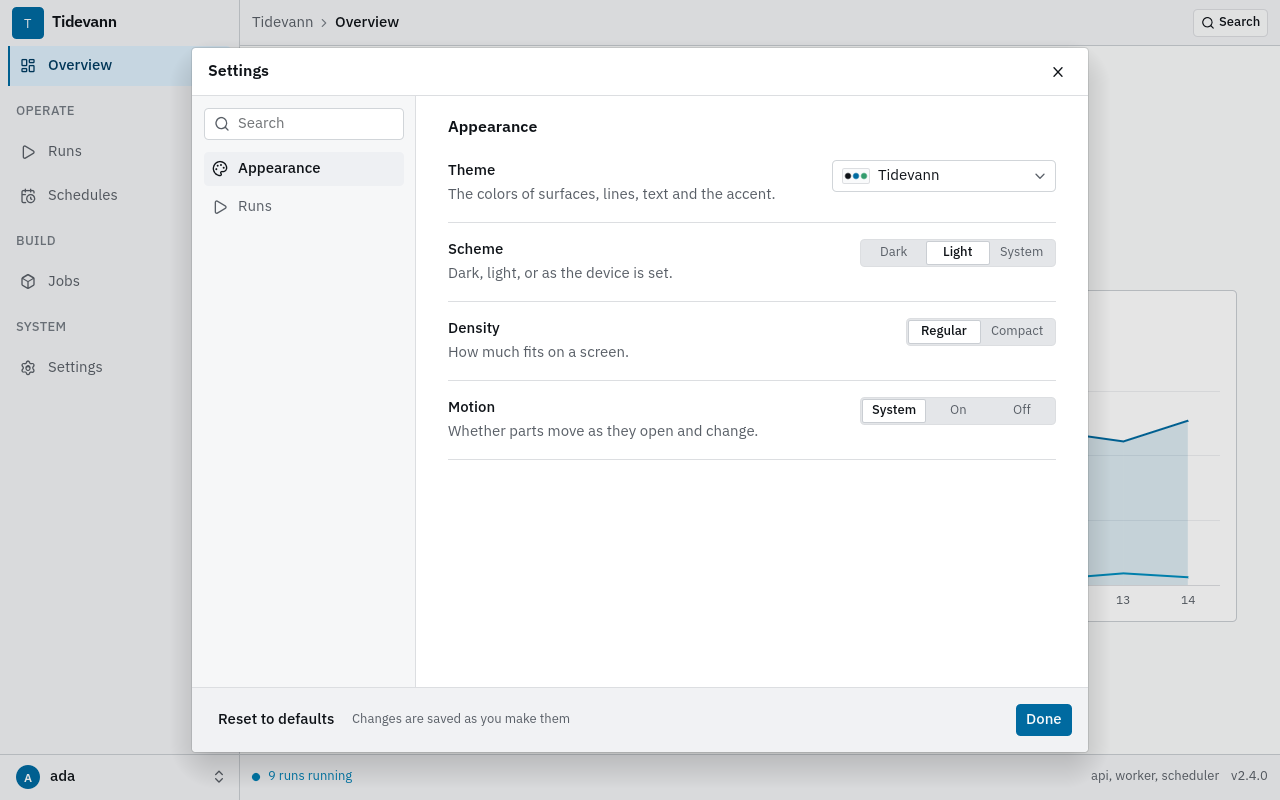 T Tidevann
Tidevann > Overview
Search
Overview
OPERATE
Runs
Schedules
BUILD
Jobs
SYSTEM
Settings
A ada
Settings
Search
Appearance
Runs
Appearance
Theme
The colors of surfaces, lines, text and the accent.
Tidevann
Scheme
Dark, light, or as the device is set.
Dark Light System
Density
How much fits on a screen.
Regular Compact
Motion
Whether parts move as they open and change.
System On Off
Reset to defaults Changes are saved as you make them Done
13 14
9 runs running
api, worker, scheduler v2.4.0